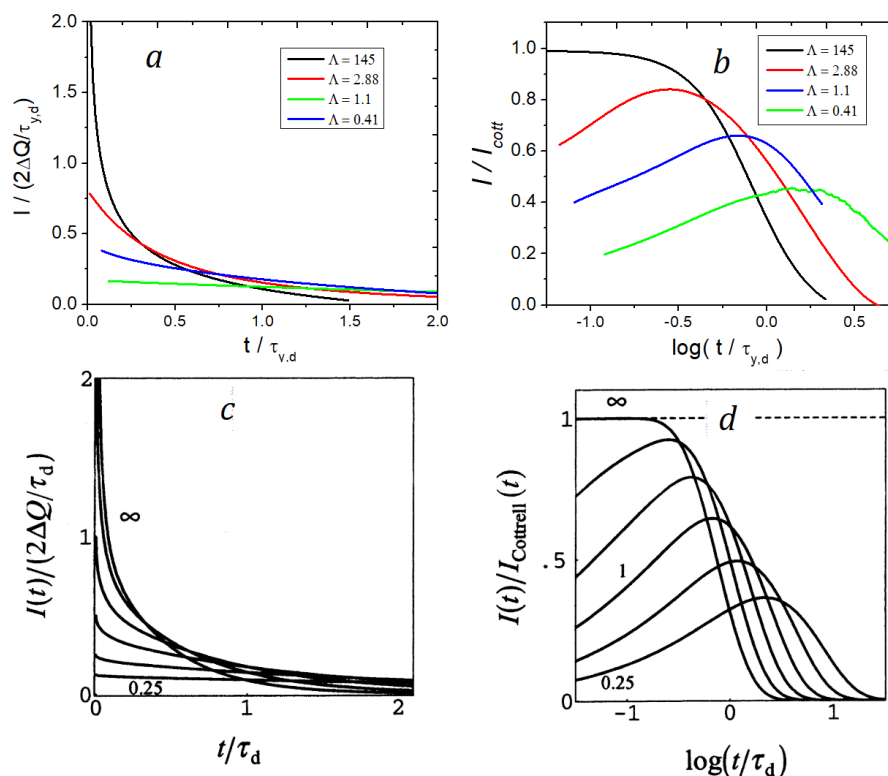 a
2.0
1.5
1.0
0.5
0.0
I / (2ΔQ/τy,d)
Λ = 145
Λ = 2.88
Λ = 1.1
Λ = 0.41
0.0 0.5 1.0 1.5 2.0
t / τy,d
b
1.0
0.8
0.6
0.4
0.2
0.0
I / Icott
Λ = 145
Λ = 2.88
Λ = 1.1
Λ = 0.41
-1.0 -0.5 0.0 0.5
log( t / τy,d )
c
2
1
0
I(t)/(2ΔQ/τd)
∞
0.25
0 1 2
t/τd
d
1
.5
0
I(t)/ICottrell(t)
∞
1
0.25
-1 0 1
log(t/τd)